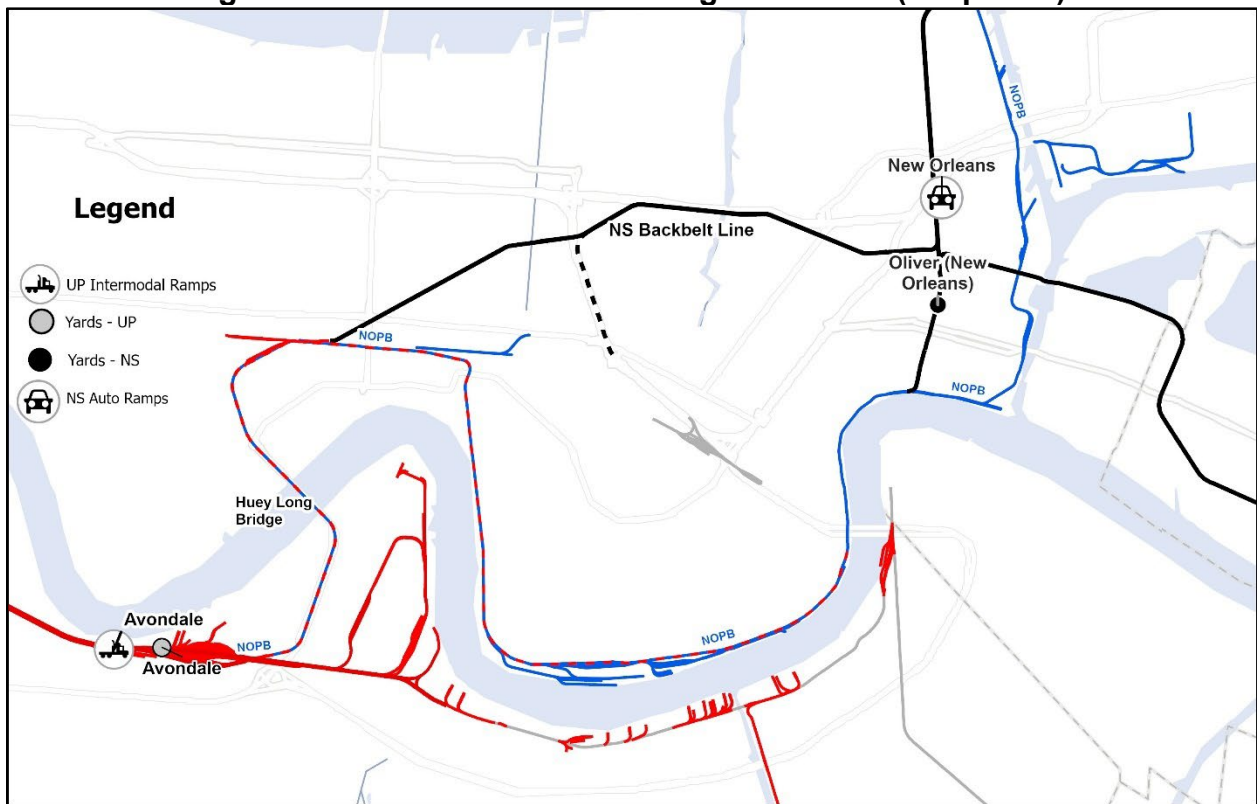 NOPB
New Orleans
Legend
NS Backbelt Line
Oliver (New
Orleans)
UP Intermodal Ramps
Yards - UP
NOPB
Yards - NS
NOPB
NS Auto Ramps
Huey Long
Bridge
Avondale
NOPB
NOPB
Avondale